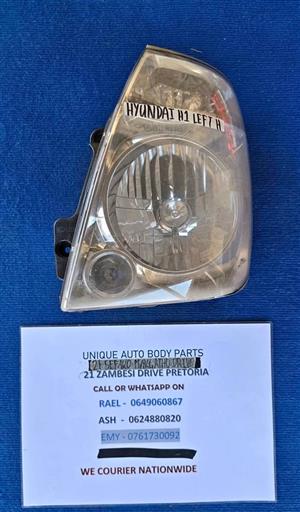 HYUNDAI H1 LEFT H
UNIQUE AUTO BODY PARTS
21 ZAMBESI DRIVE PRETORIA
CALL OR WHATSAPP ON
RAEL - 0649060867
ASH - 0624880820
EMY - 0761730092
WE COURIER NATIONWIDE